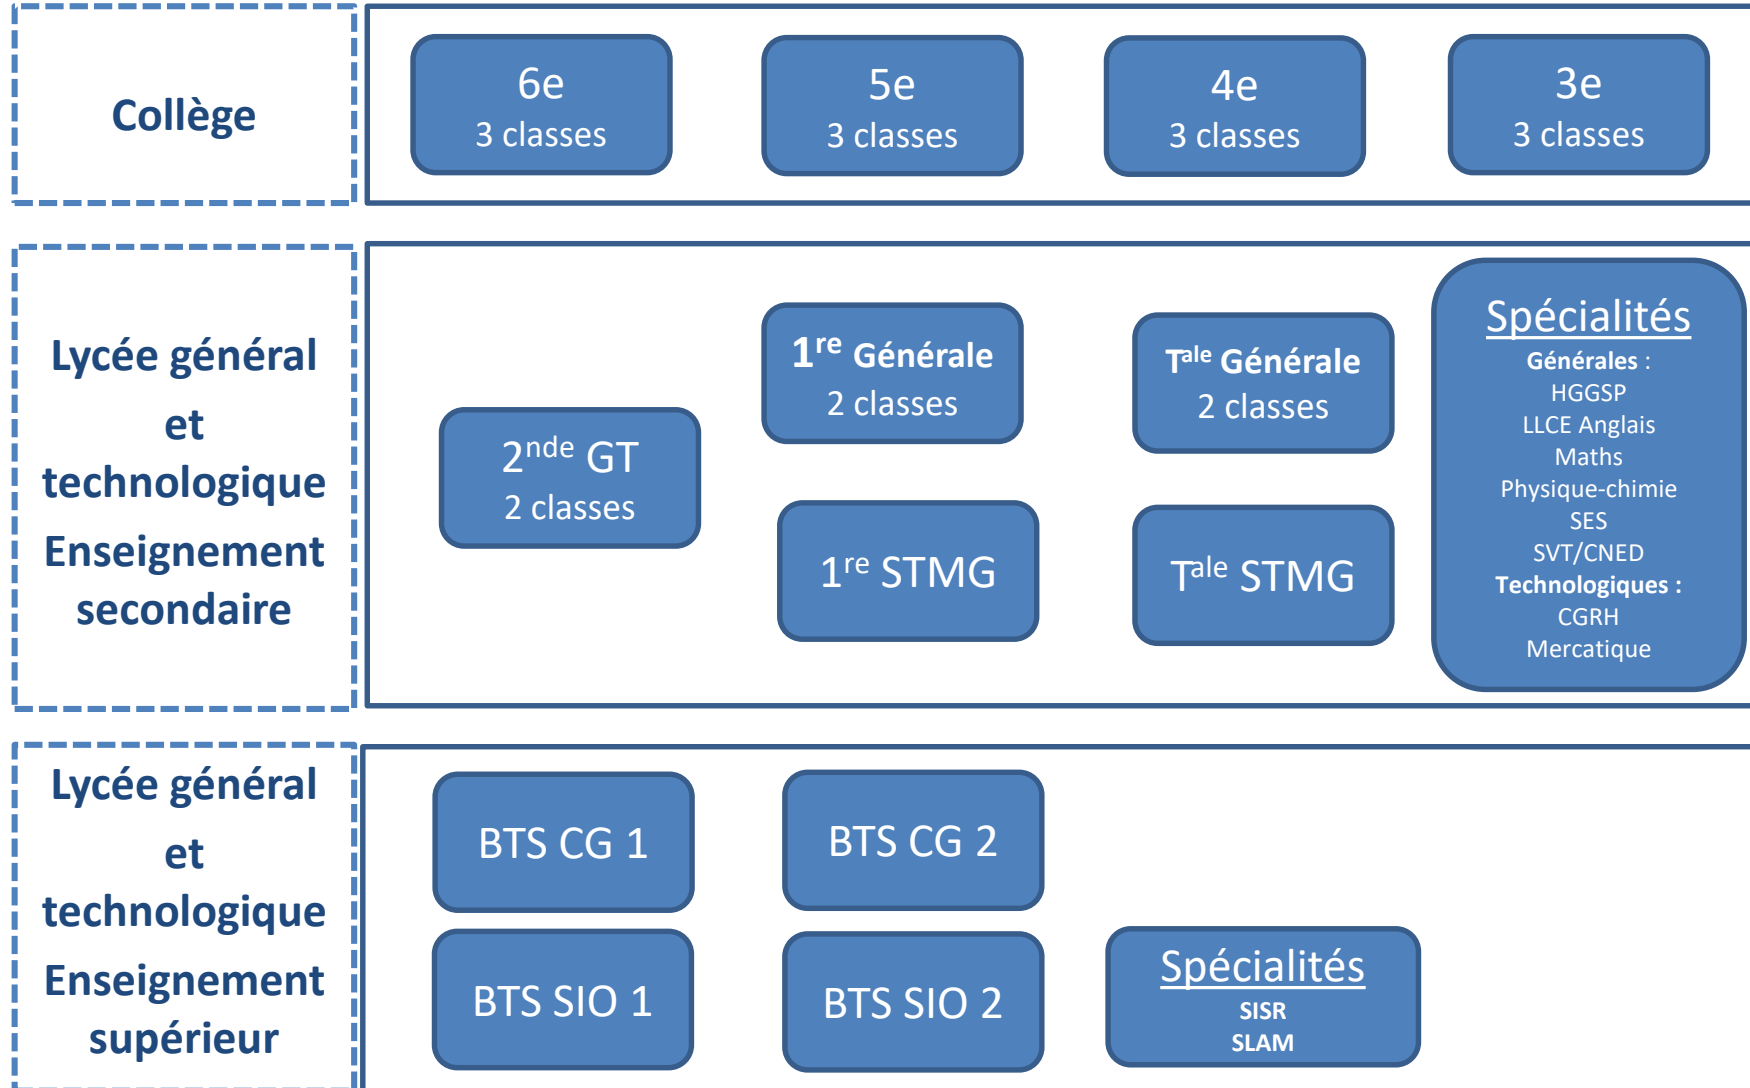 Collège
6e
3 classes
5e
3 classes
4e
3 classes
3e
3 classes
Lycée général
et
technologique
Enseignement
secondaire
2nde GT
2 classes
1re Générale
2 classes
1re STMG
Tale Générale
2 classes
Tale STMG
Spécialités
Générales :
HGGSP
LLCE Anglais
Maths
Physique-chimie
SES
SVT/CNED
Technologiques :
CGRH
Mercatique
Lycée général
et
technologique
Enseignement
supérieur
BTS CG 1
BTS CG 2
BTS SIO 1
BTS SIO 2
Spécialités
SISR
SLAM